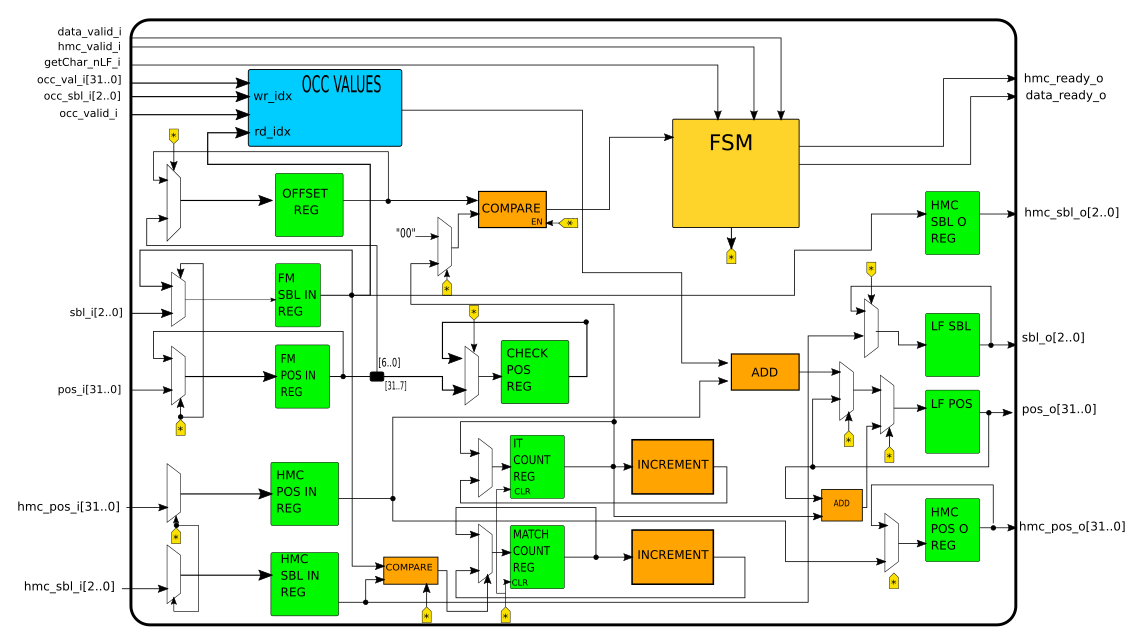 data_valid_i
hmc_valid_i
getChar_nLF_i
occ_val_i[31..0]
occ_sbl_i[2..0]
occ_valid_i
OCC VALUES
wr_idx
rd_idx
FSM
hmc_ready_o
data_ready_o
*
OFFSET
REG
COMPARE
EN
*
"00"
*
*
HMC
SBL O
REG
hmc_sbl_o[2..0]
FM
SBL IN
REG
sbl_i[2..0]
*
*
LF SBL
sbl_o[2..0]
FM
POS IN
REG
pos_i[31..0]
*
[6..0]
[31..7]
CHECK
POS
REG
ADD
*
*
LF POS
pos_o[31..0]
HMC
POS IN
REG
hmc_pos_i[31..0]
*
IT
COUNT
REG
CLR
INCREMENT
ADD
HMC
POS O
REG
hmc_pos_o[31..0]
*
HMC
SBL IN
REG
hmc_sbl_i[2..0]
COMPARE
*
MATCH
COUNT
REG
CLR
*
INCREMENT